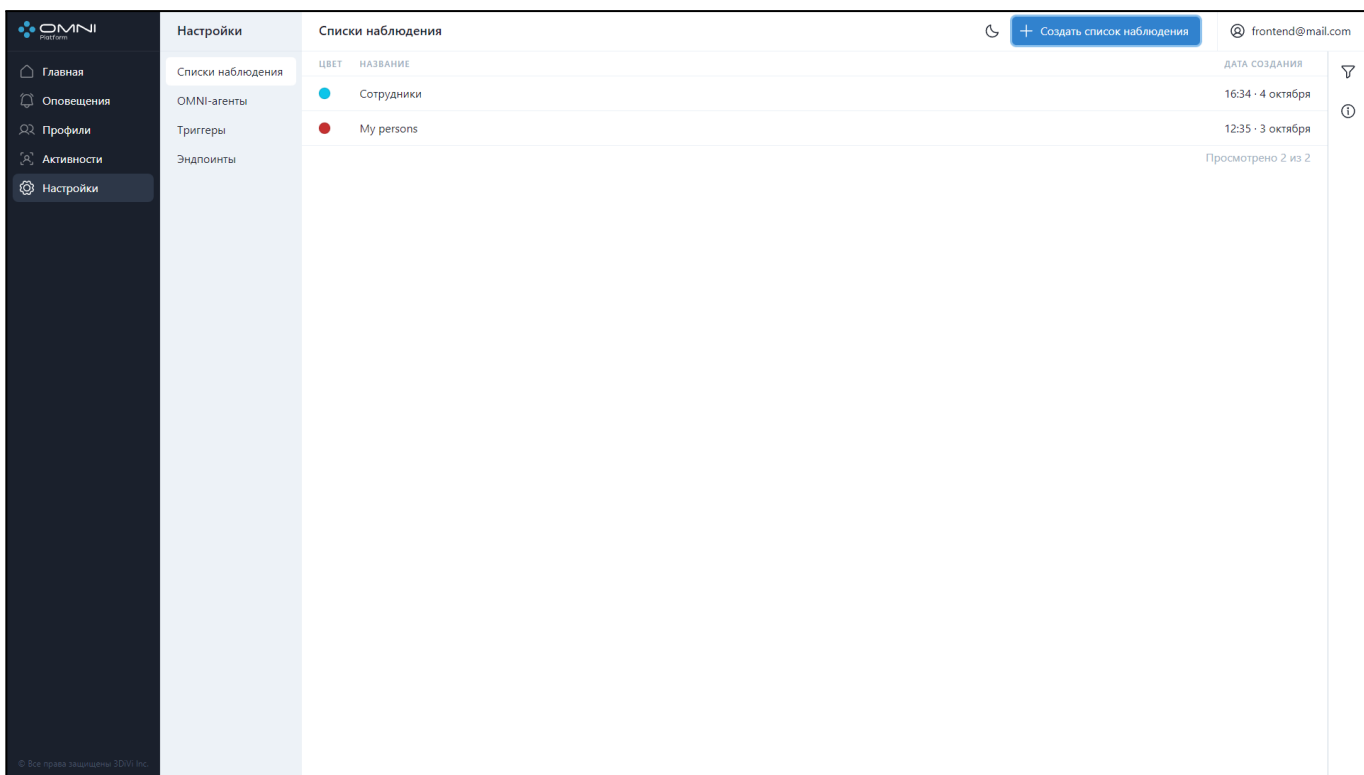 OMNI
Platform
Настройки
Списки наблюдения
Создать список наблюдения
frontend@mail.com
Главная
Оповещения
Профили
Активности
Настройки
Списки наблюдения
OMNI-агенты
Триггеры
Эндпоинты
ЦВЕТ НАЗВАНИЕ ДАТА СОЗДАНИЯ
Сотрудники 16:34 · 4 октября
My persons 12:35 · 3 октября
Просмотрено 2 из 2
© Все права защищены 3DiVi Inc.